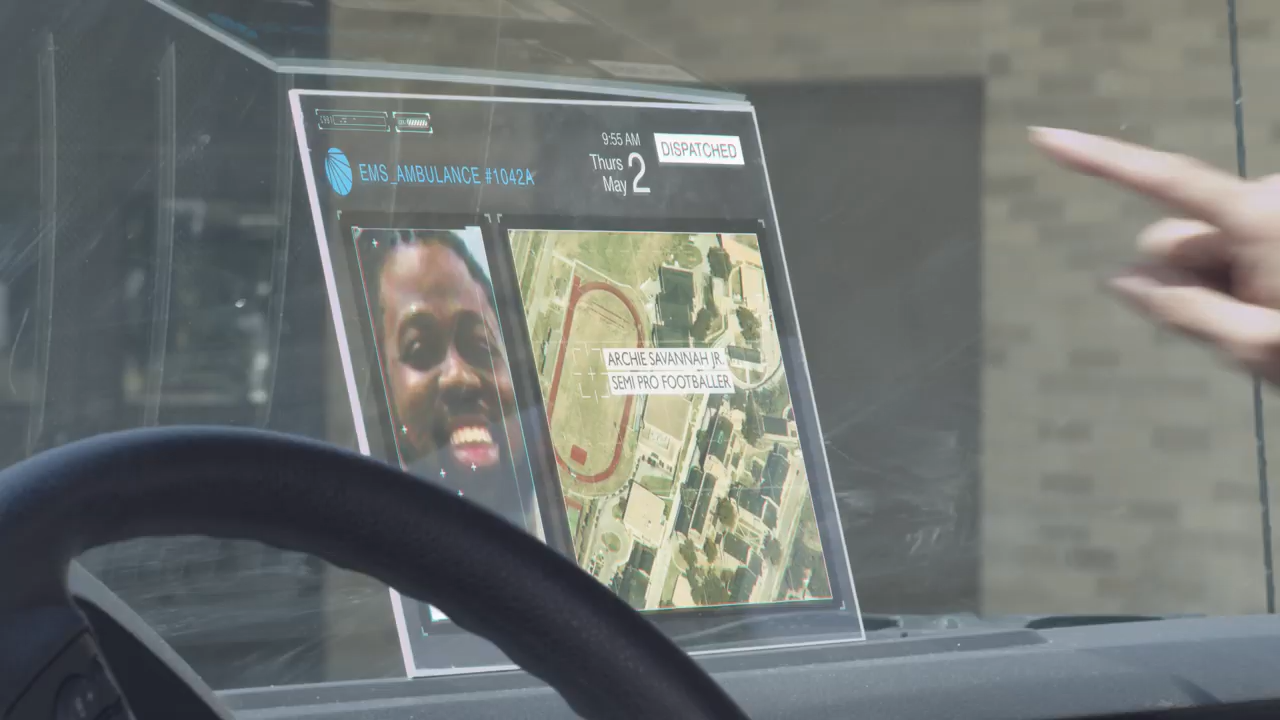 9:55 AM
Thurs
May 2
DISPATCHED
EMS_AMBULANCE #1042A
ARCHIE SAVANNAH JR.
SEMI PRO FOOTBALLER